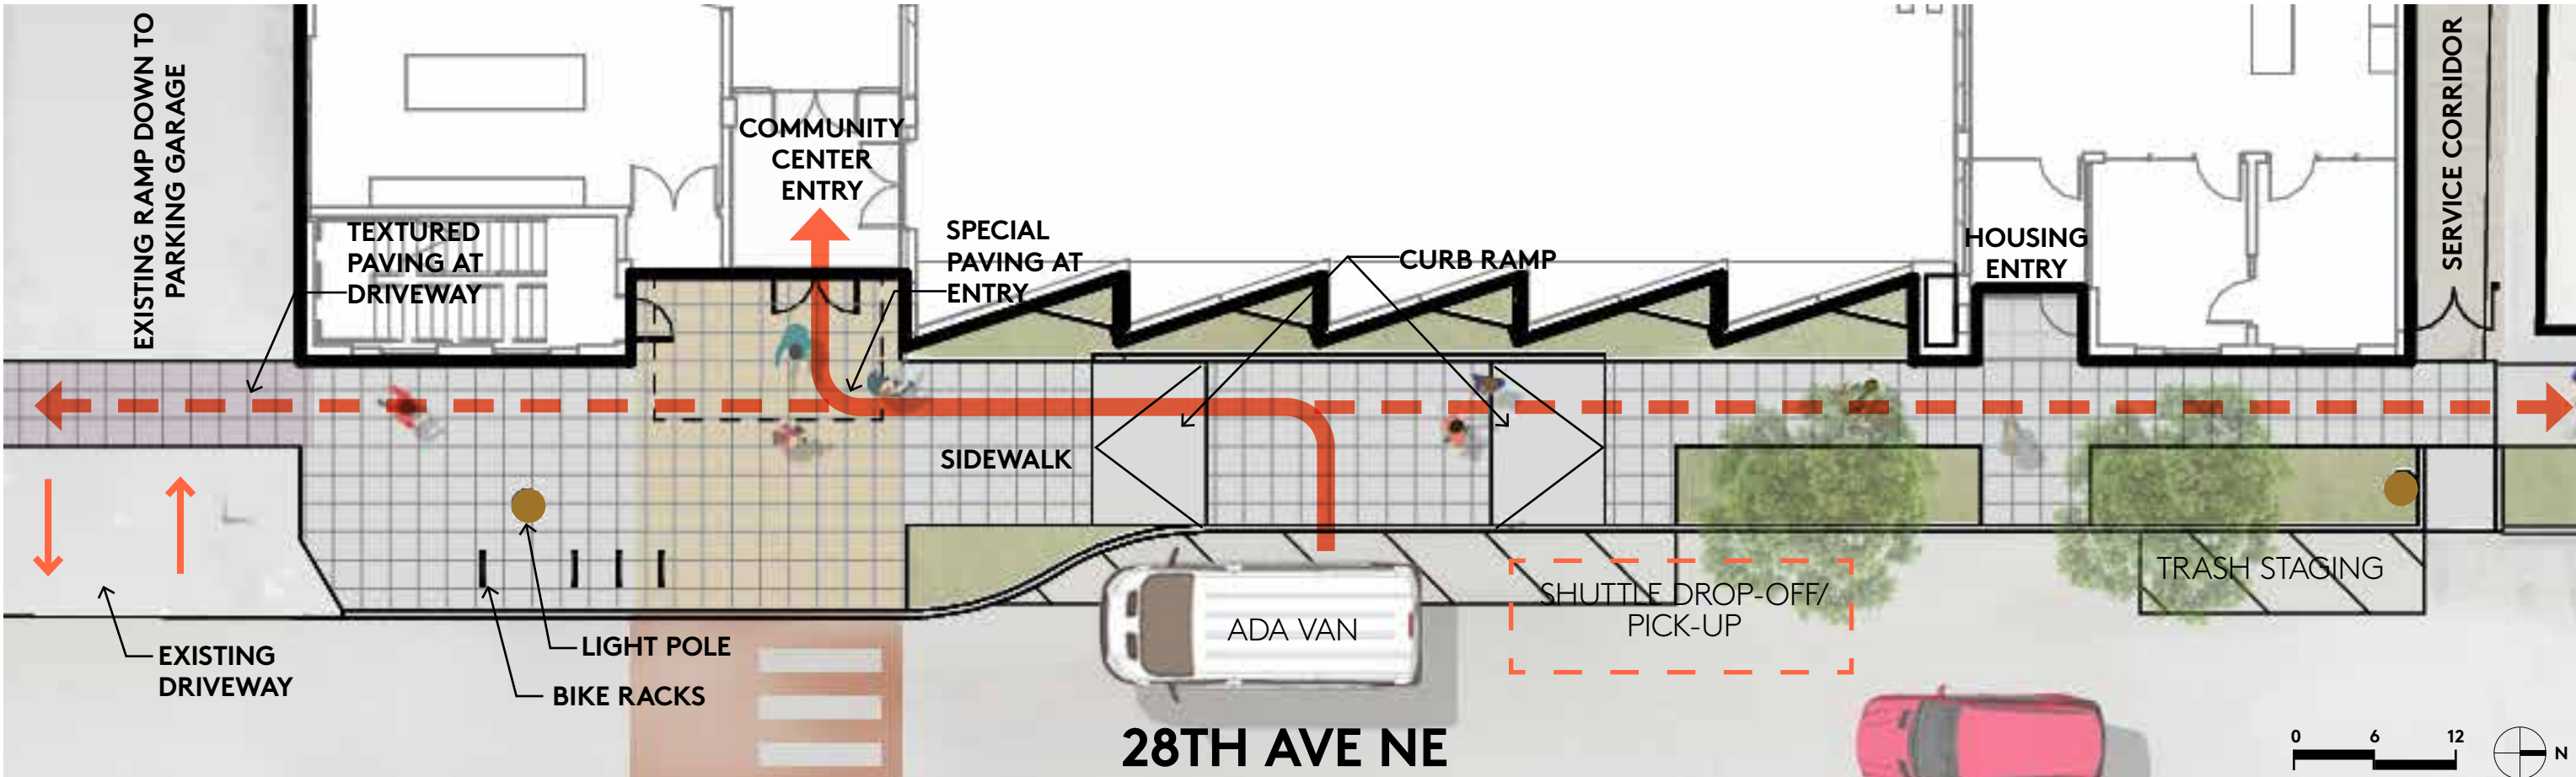 EXISTING RAMP DOWN TO
PARKING GARAGE
TEXTURED
PAVING AT
DRIVEWAY
COMMUNITY
CENTER
ENTRY
SPECIAL
PAVING AT
ENTRY
CURB RAMP
HOUSING
ENTRY
SERVICE CORRIDOR
SIDEWALK
EXISTING
DRIVEWAY
LIGHT POLE
BIKE RACKS
ADA VAN
SHUTTLE DROP-OFF/
PICK-UP
TRASH STAGING
28TH AVE NE
0 6 12
N